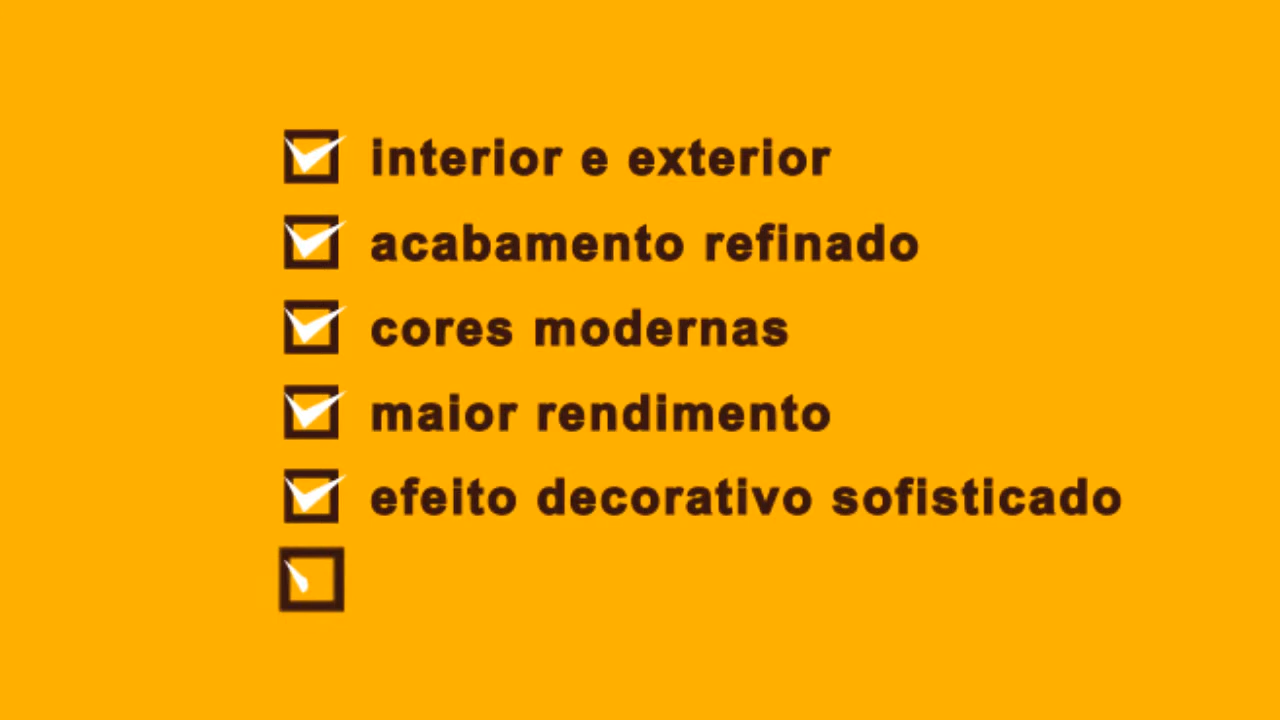 interior e exterior
acabamento refinado
cores modernas
maior rendimento
efeito decorativo sofisticado